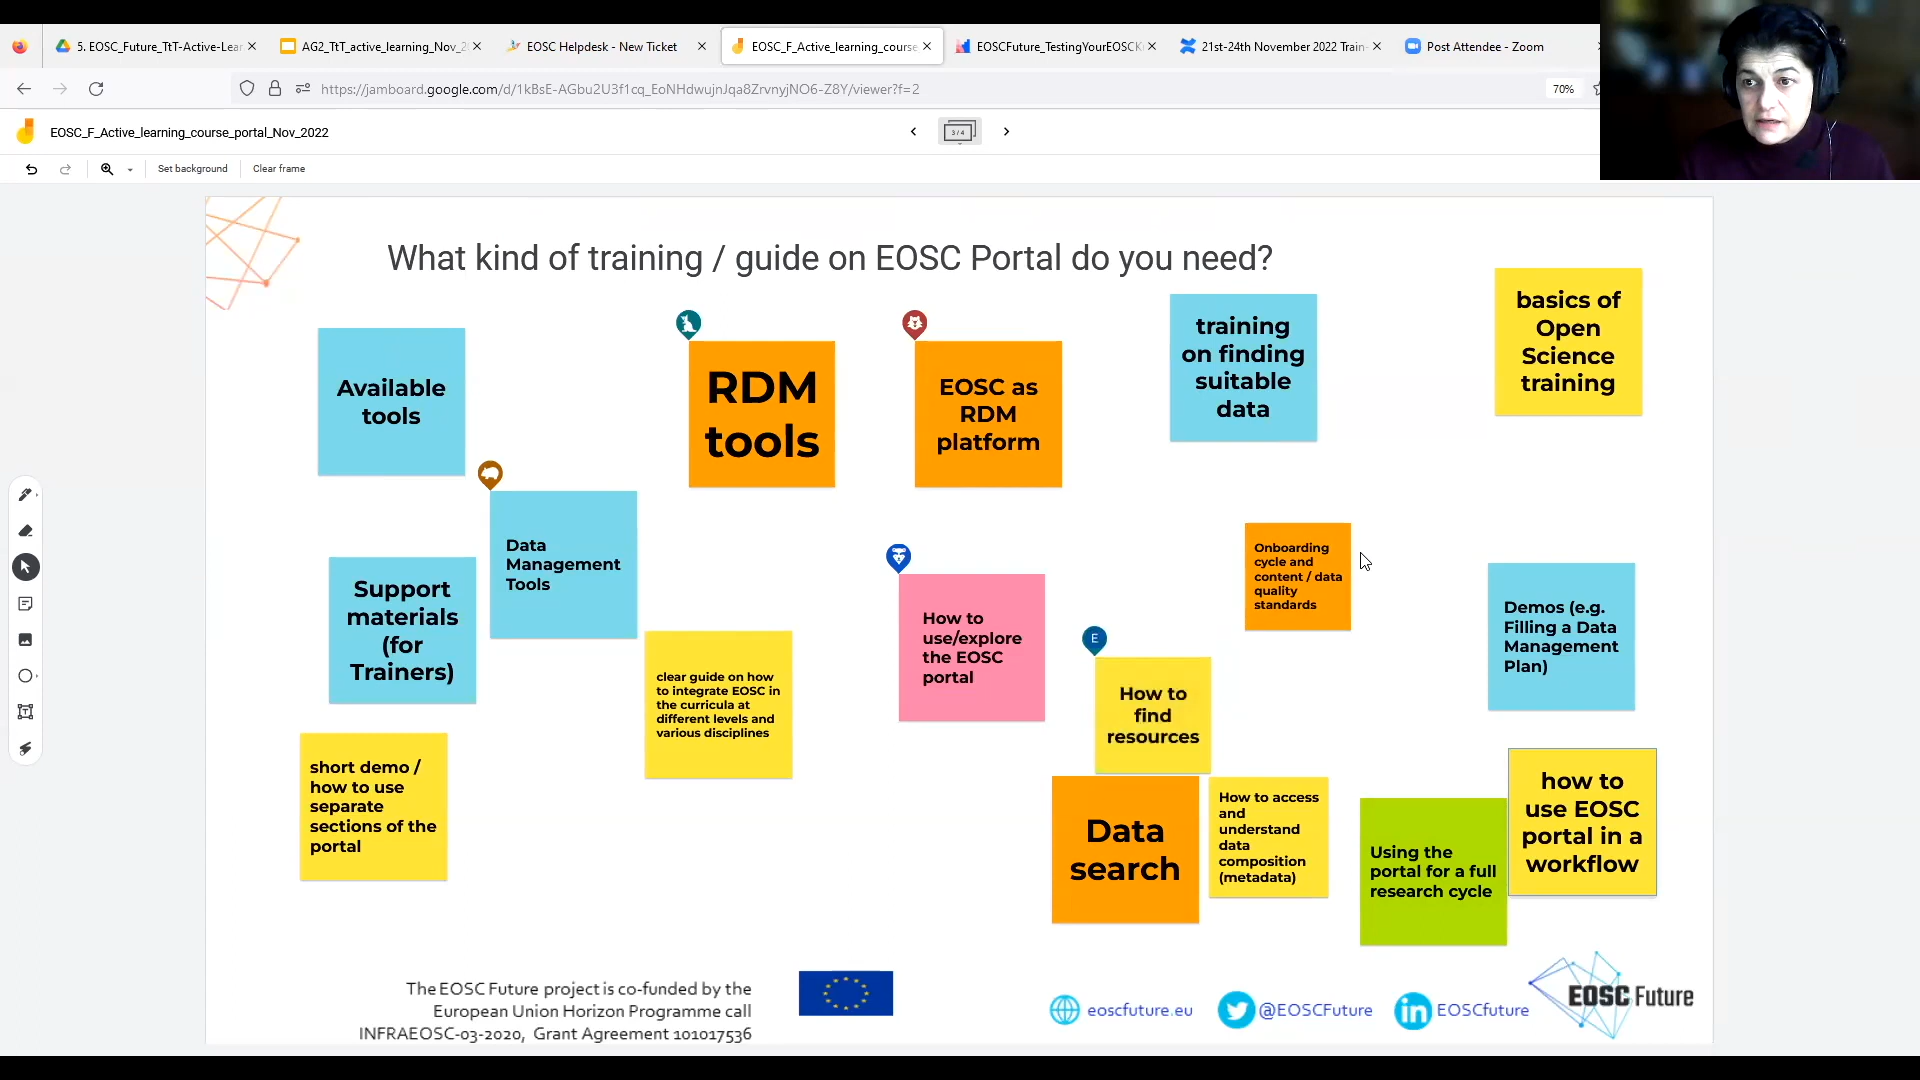 5. EOSC_Future_TtT-Active-Lear
AG2_TtT_active_learning_Nov_2
EOSC Helpdesk - New Ticket
EOSC_F_Active_learning_course
EOSCFuture_TestingYourEOSCK
21st-24th November 2022 Train
Post Attendee - Zoom
https://jamboard.google.com/d/1kBsE-AGbu2U3f1cq_EoNHdwujnJqa8ZrvnyjNO6-Z8Y/viewer?f=2
70%
EOSC_F_Active_learning_course_portal_Nov_2022
3/4
Set background
Clear frame
What kind of training / guide on EOSC Portal do you need?
Available
tools
RDM
tools
EOSC as
RDM
platform
training
on finding
suitable
data
basics of
Open
Science
training
Data
Management
Tools
Support
materials
(for
Trainers)
clear guide on how
to integrate EOSC in
the curricula at
different levels and
various disciplines
How to
use/explore
the EOSC
portal
Onboarding
cycle and
content / data
quality
standards
E
How to
find
resources
Demos (e.g.
Filling a Data
Management
Plan)
short demo /
how to use
separate
sections of the
portal
Data
search
How to access
and
understand
data
composition
(metadata)
Using the
portal for a full
research cycle
how to
use EOSC
portal in a
workflow
The EOSC Future project is co-funded by the
European Union Horizon Programme call
INFRAEOSC-03-2020, Grant Agreement 101017536
eoscfuture.eu
@EOSCFuture
in
EOSCfuture
EOSC Future